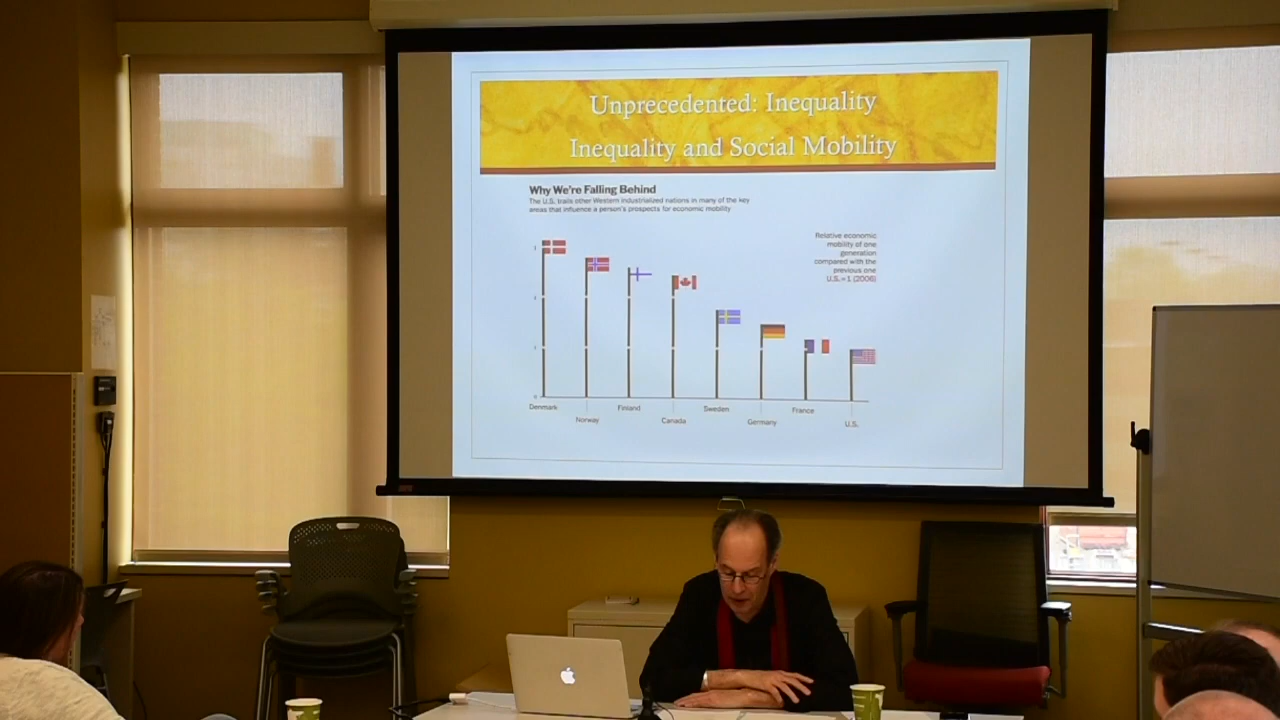 Unprecedented: Inequality
Inequality and Social Mobility
Why We're Falling Behind
The U.S. trails other Western industrialized nations in many of the key
areas that influence a person's prospects for economic mobility
Relative economic
mobility of one
generation
compared with the
previous one
U.S.=1 (2006)
Denmark
Norway
Finland
Canada
Sweden
Germany
France
U.S.